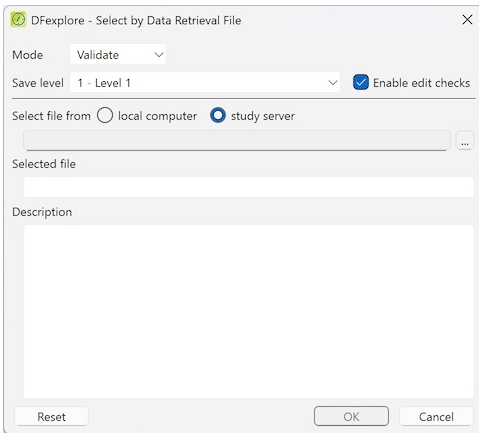 DFexplore - Select by Data Retrieval File
Mode Validate
Save level 1 - Level 1 Enable edit checks
Select file from local computer study server
...
Selected file
Description
Reset OK Cancel